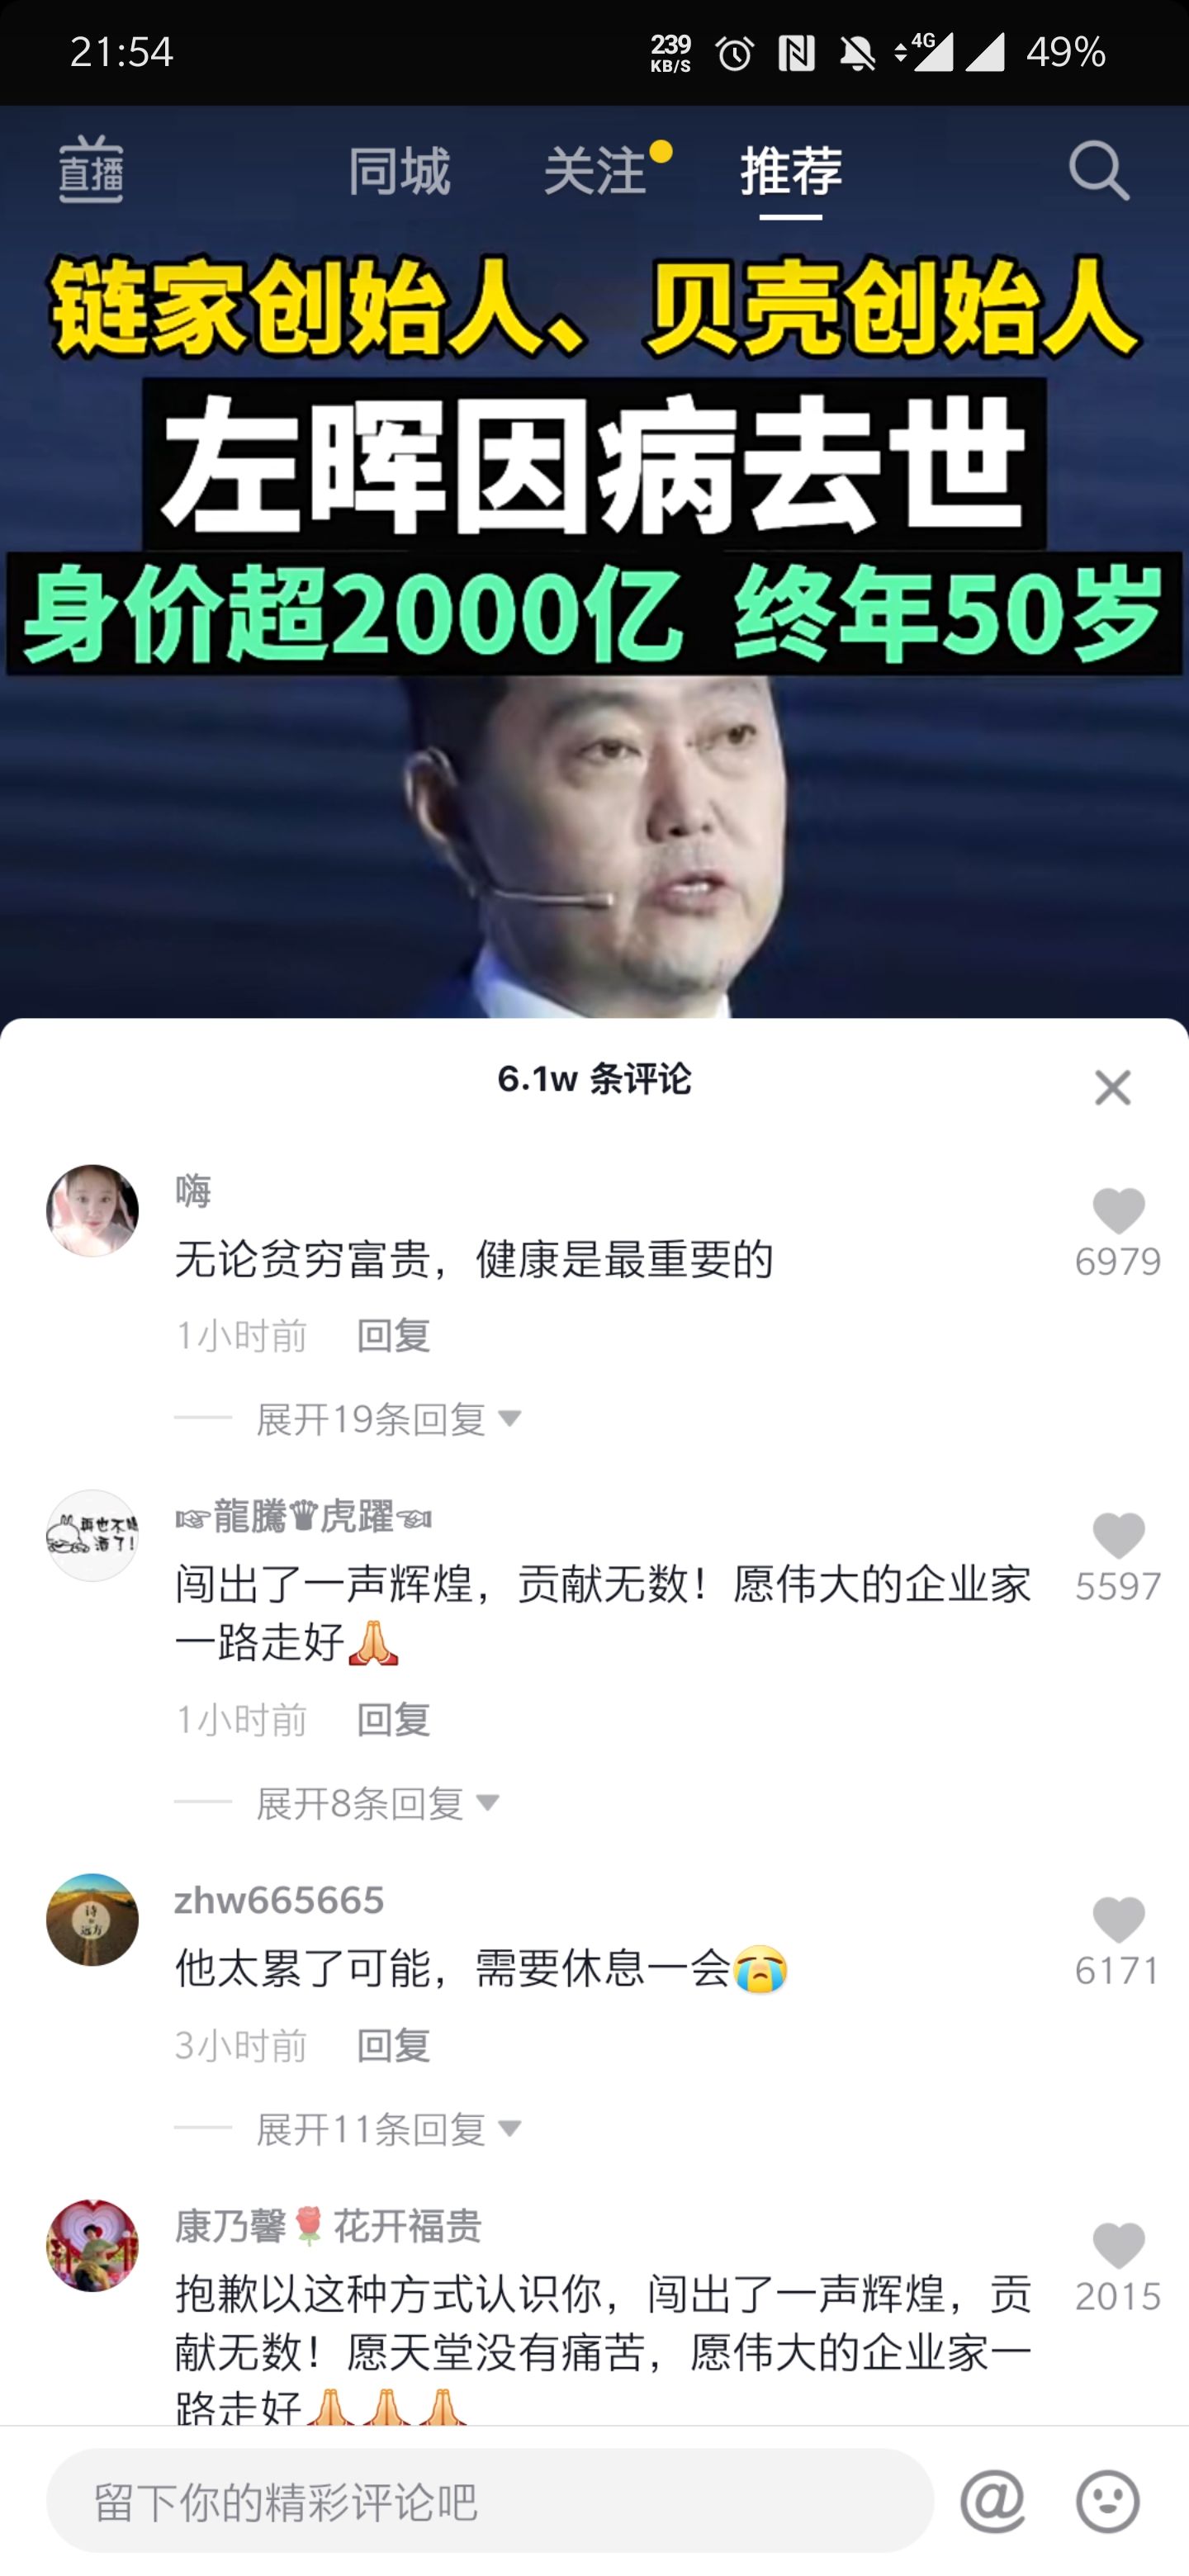 21:54
239
KB/S
4G
49%
直播
同城
关注
推荐
链家创始人、贝壳创始人
左晖因病去世
身价超2000亿 终年50岁
6.1w 条评论
嗨
无论贫穷富贵，健康是最重要的
6979
1小时前 回复
展开19条回复
再也不喝
酒了!
☞龍騰♛虎躍☜
闯出了一声辉煌，贡献无数！愿伟大的企业家
一路走好🙏
5597
1小时前 回复
展开8条回复
诗
远方
zhw665665
他太累了可能，需要休息一会😭
6171
3小时前 回复
展开11条回复
康乃馨🌹花开福贵
抱歉以这种方式认识你，闯出了一声辉煌，贡
献无数！愿天堂没有痛苦，愿伟大的企业家一
路走好🙏🙏🙏
2015
留下你的精彩评论吧
@